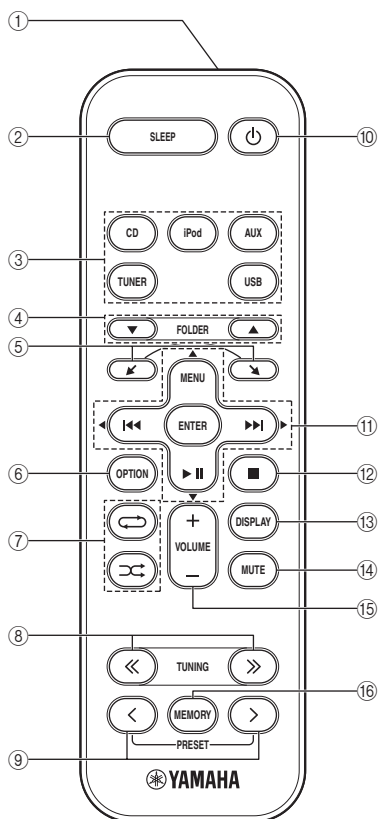 ①
② SLEEP ⑩
CD iPod AUX
③
TUNER USB
④ FOLDER
⑤
MENU
ENTER ⑪
⑥ OPTION ⑫
⑦ + DISPLAY ⑬
VOLUME
– MUTE ⑭
⑮
⑧ TUNING
MEMORY ⑯
⑨ PRESET
YAMAHA